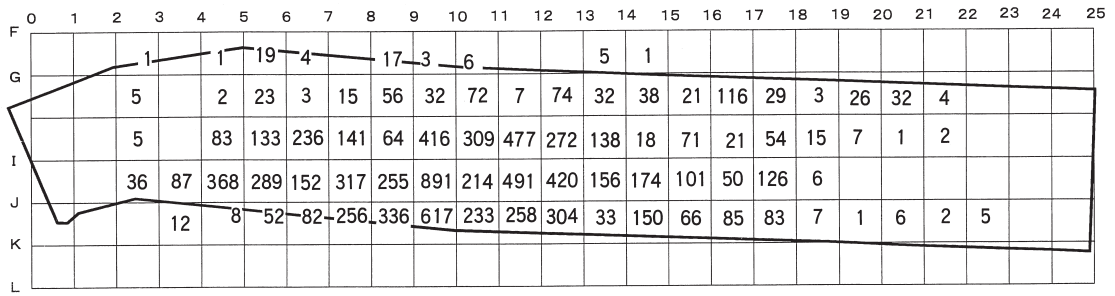 0 1 2 3 4 5 6 7 8 9 10 11 12 13 14 15 16 17 18 19 20 21 22 23 24 25
F
1 1 19 4 17 3 6 5 1
G
5 2 23 3 15 56 32 72 7 74 32 38 21 116 29 3 26 32 4
5 83 133 236 141 64 416 309 477 272 138 18 71 21 54 15 7 1 2
I
36 87 368 289 152 317 255 891 214 491 420 156 174 101 50 126 6
J
12 8 52 82 256 336 617 233 258 304 33 150 66 85 83 7 1 6 2 5
K
L